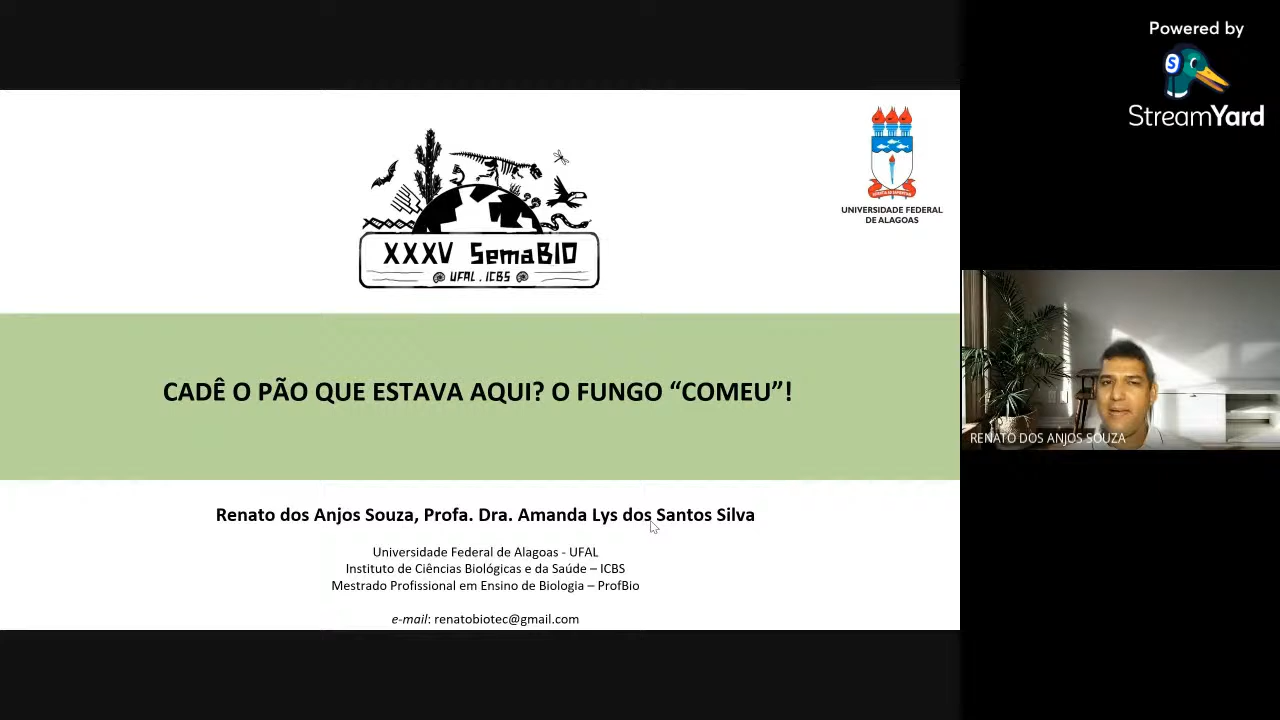 Powered by
StreamYard
UNIVERSIDADE FEDERAL
DE ALAGOAS
XXXV SemaBIO
UFAL . ICBS
CADÊ O PÃO QUE ESTAVA AQUI? O FUNGO “COMEU”!
RENATO DOS ANJOS SOUZA
Renato dos Anjos Souza, Profa. Dra. Amanda Lys dos Santos Silva
Universidade Federal de Alagoas - UFAL
Instituto de Ciências Biológicas e da Saúde – ICBS
Mestrado Profissional em Ensino de Biologia – ProfBio
e-mail: renatobiotec@gmail.com